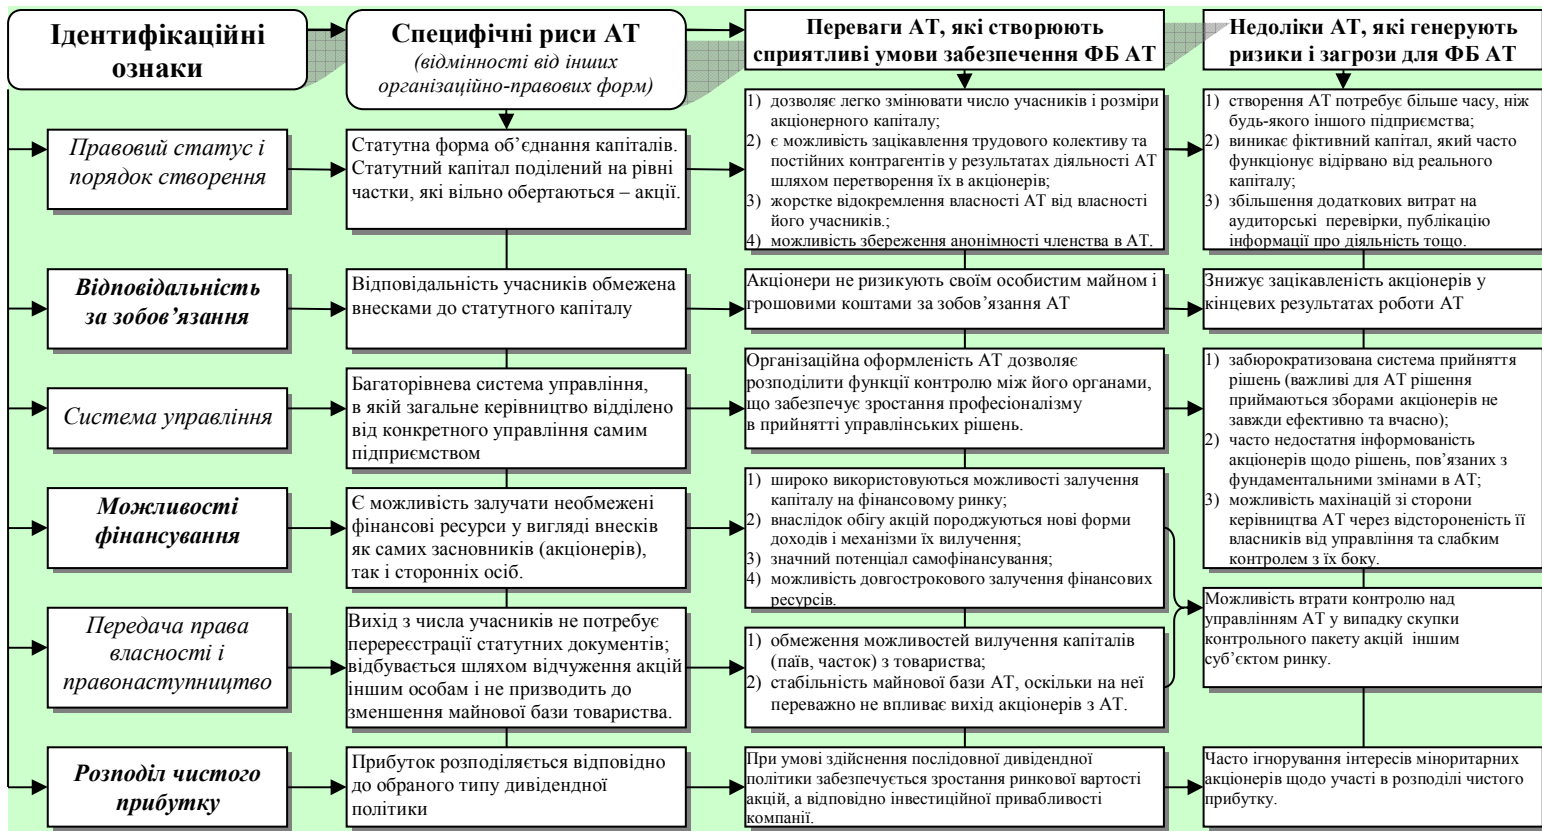 Ідентифікаційні
ознаки
Специфічні риси АТ
(відмінності від інших
організаційно-правових форм)
Переваги АТ, які створюють
сприятливі умови забезпечення ФБ АТ
Недоліки АТ, які генерують
ризики і загрози для ФБ АТ
Правовий статус і
порядок створення
Статутна форма об’єднання капіталів.
Статутний капітал поділений на рівні
частки, які вільно обертаються – акції.
1) дозволяє легко змінювати число учасників і розміри
акціонерного капіталу;
2) є можливість зацікавлення трудового колективу та
постійних контрагентів у результатах діяльності АТ
шляхом перетворення їх в акціонерів;
3) жорстке відокремлення власності АТ від власності
його учасників.;
4) можливість збереження анонімності членства в АТ.
1) створення АТ потребує більше часу, ніж
будь-якого іншого підприємства;
2) виникає фіктивний капітал, який часто
функціонує відірвано від реального
капіталу;
3) збільшення додаткових витрат на
аудиторські перевірки, публікацію
інформації про діяльність тощо.
Відповідальність
за зобов’язання
Відповідальність учасників обмежена
внесками до статутного капіталу
Акціонери не ризикують своїм особистим майном і
грошовими коштами за зобов’язання АТ
Знижує зацікавленість акціонерів у
кінцевих результатах роботи АТ
Система управління
Багаторівнева система управління,
в якій загальне керівництво відділено
від конкретного управління самим
підприємством
Організаційна оформленість АТ дозволяє
розподілити функції контролю між його органами,
що забезпечує зростання професіоналізму
в прийнятті управлінських рішень.
1) забюрократизована система прийняття
рішень (важливі для АТ рішення
приймаються зборами акціонерів не
завжди ефективно та вчасно);
2) часто недостатня інформованість
акціонерів щодо рішень, пов’язаних з
фундаментальними змінами в АТ;
3) можливість махінацій зі сторони
керівництва АТ через відстороненість її
власників від управління та слабким
контролем з їх боку.
Можливості
фінансування
Є можливість залучати необмежені
фінансові ресурси у вигляді внесків
як самих засновників (акціонерів),
так і сторонніх осіб.
1) широко використовуються можливості залучення
капіталу на фінансовому ринку;
2) внаслідок обігу акцій породжуються нові форми
доходів і механізми їх вилучення;
3) значний потенціал самофінансування;
4) можливість довгострокового залучення фінансових
ресурсів.
Передача права
власності і
правонаступництво
Вихід з числа учасників не потребує
перереєстрації статутних документів;
відбувається шляхом відчуження акцій
іншим особам і не призводить до
зменшення майнової бази товариства.
1) обмеження можливостей вилучення капіталів
(паїв, часток) з товариства;
2) стабільність майнової бази АТ, оскільки на неї
переважно не впливає вихід акціонерів з АТ.
Можливість втрати контролю над
управлінням АТ у випадку скупки
контрольного пакету акцій іншим
суб’єктом ринку.
Розподіл чистого
прибутку
Прибуток розподіляється відповідно
до обраного типу дивідендної
політики
При умові здійснення послідовної дивідендної
політики забезпечується зростання ринкової вартості
акцій, а відповідно інвестиційної привабливості
компанії.
Часто ігнорування інтересів міноритарних
акціонерів щодо участі в розподілі чистого
прибутку.